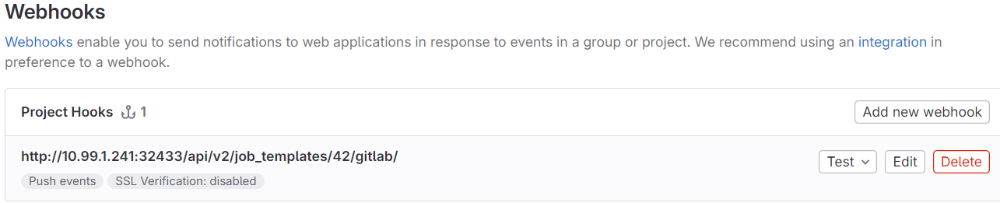 Webhooks
Webhooks enable you to send notifications to web applications in response to events in a group or project. We recommend using an integration in
preference to a webhook.
Project Hooks 1 Add new webhook
http://10.99.1.241:32433/api/v2/job_templates/42/gitlab/
Test Edit Delete
Push events SSL Verification: disabled